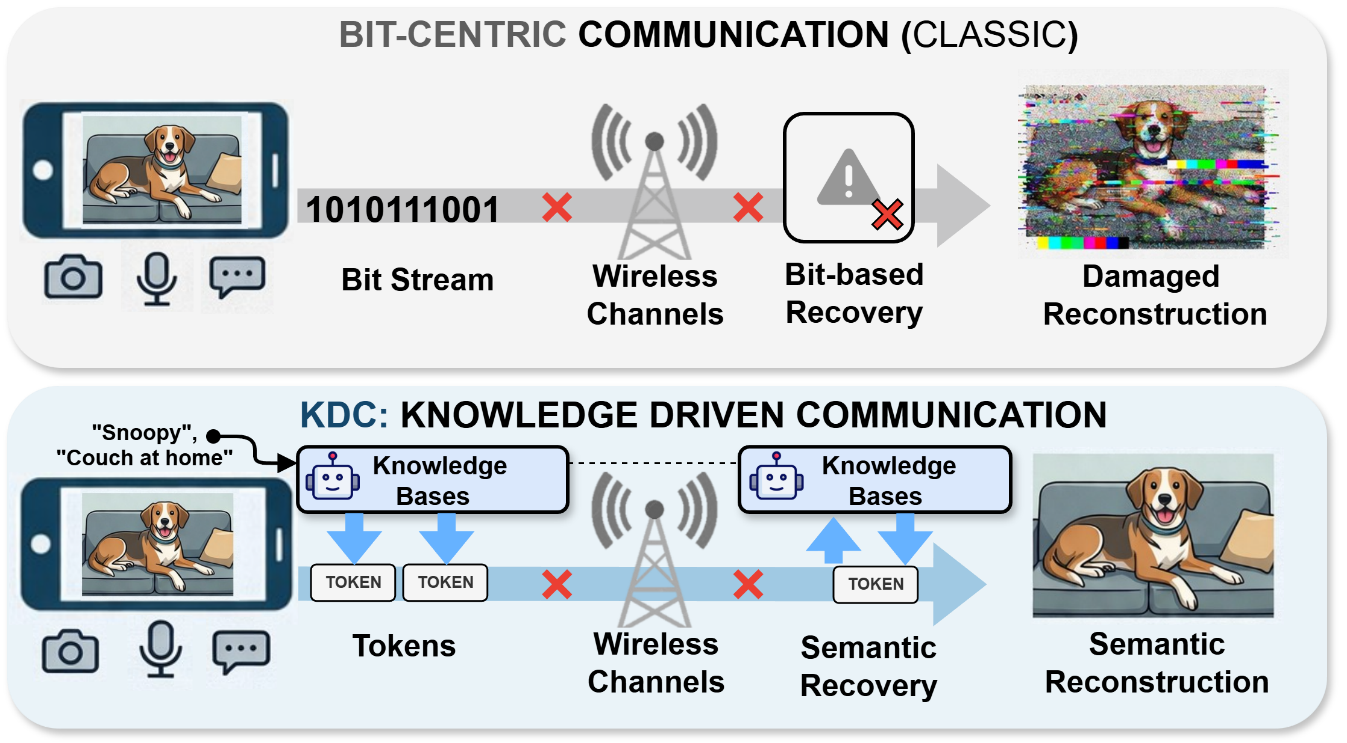 BIT-CENTRIC COMMUNICATION (CLASSIC)
1010111001
Bit Stream
Wireless
Channels
Bit-based
Recovery
Damaged
Reconstruction
KDC: KNOWLEDGE DRIVEN COMMUNICATION
"Snoopy",
"Couch at home"
Knowledge
Bases
Knowledge
Bases
TOKEN
TOKEN
TOKEN
Tokens
Wireless
Channels
Semantic
Recovery
Semantic
Reconstruction